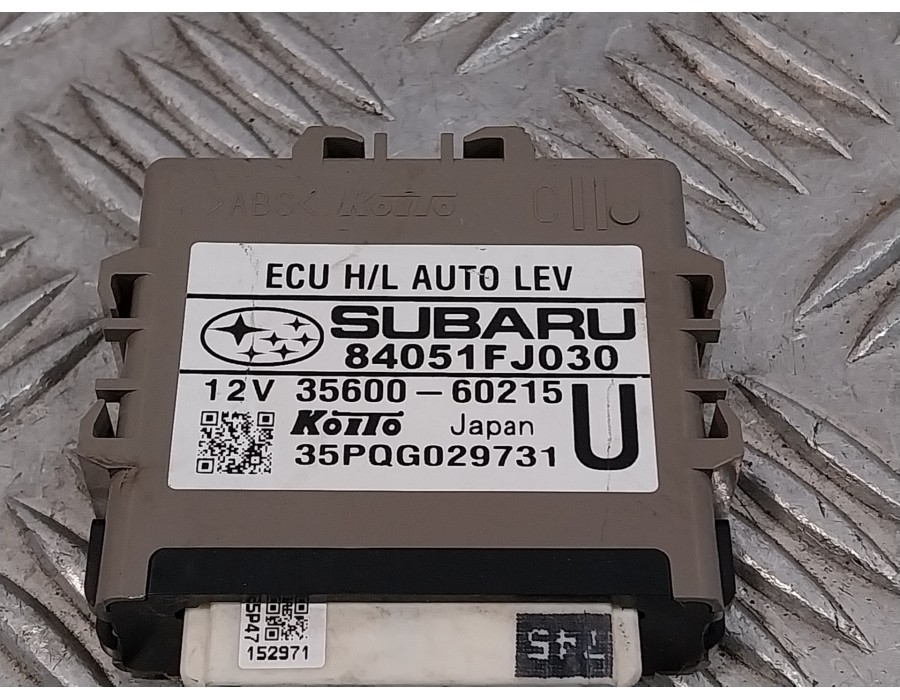 >ABS< KOITO C
ECU H/L AUTO LEV
SUBARU
84051FJ030
12V 35600-60215
U
KOITO Japan
35PQG029731
152971